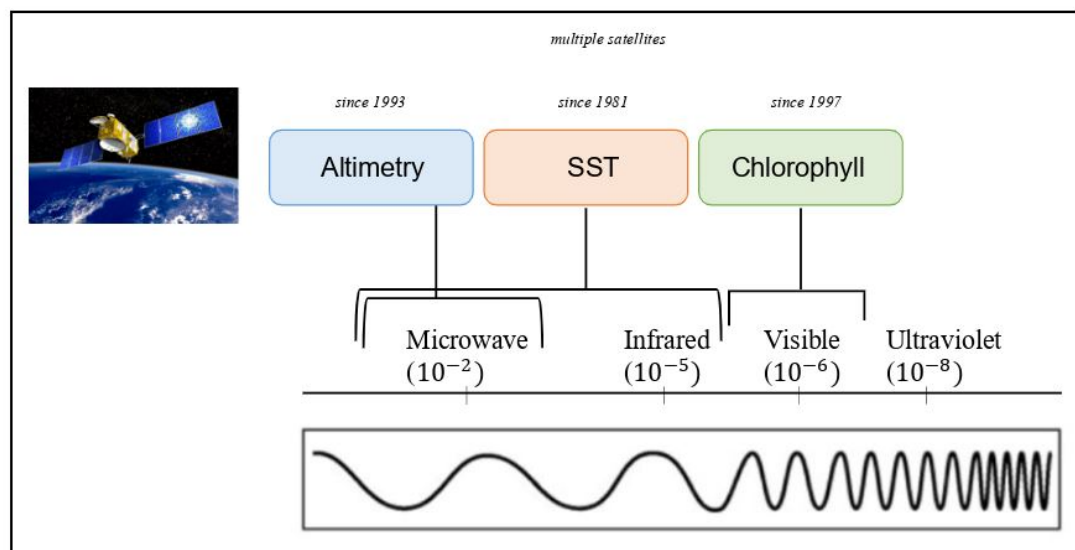 multiple satellites
since 1993 since 1981 since 1997
Altimetry SST Chlorophyll
Microwave Infrared Visible Ultraviolet
(10⁻²) (10⁻⁵) (10⁻⁶) (10⁻⁸)